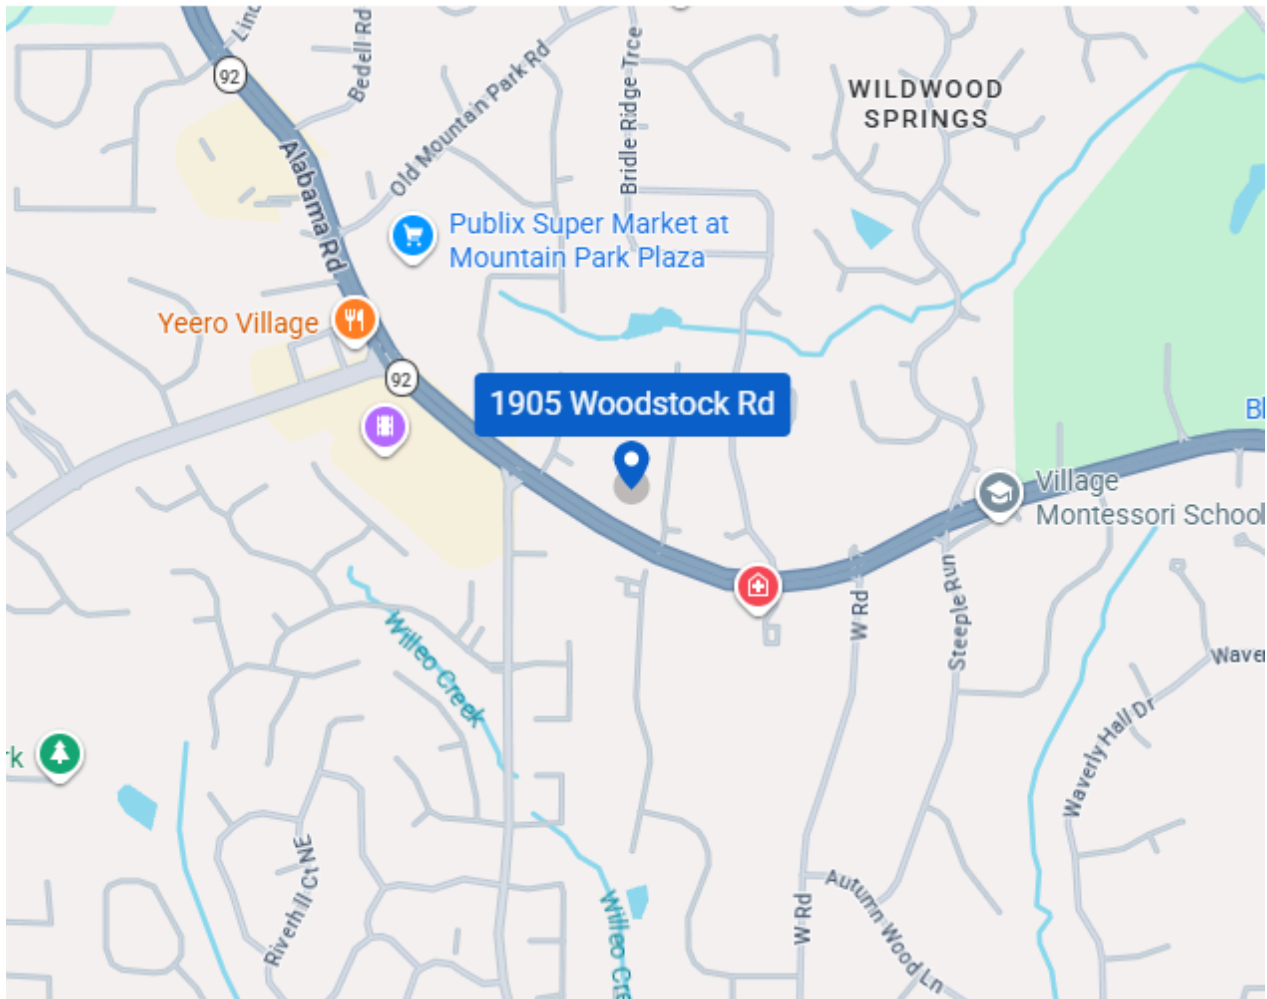 Bedell Rd
92
Old Mountain Park Rd
Bridle Ridge Trce
WILDWOOD
SPRINGS
Alabama Rd
Publix Super Market at
Mountain Park Plaza
Yeero Village
92
1905 Woodstock Rd
Village
Montessori School
W Rd
Steeple Run
Willeo Creek
Waverly Hall Dr
Riverhill Ct NE
Autumn Wood Ln
W Rd